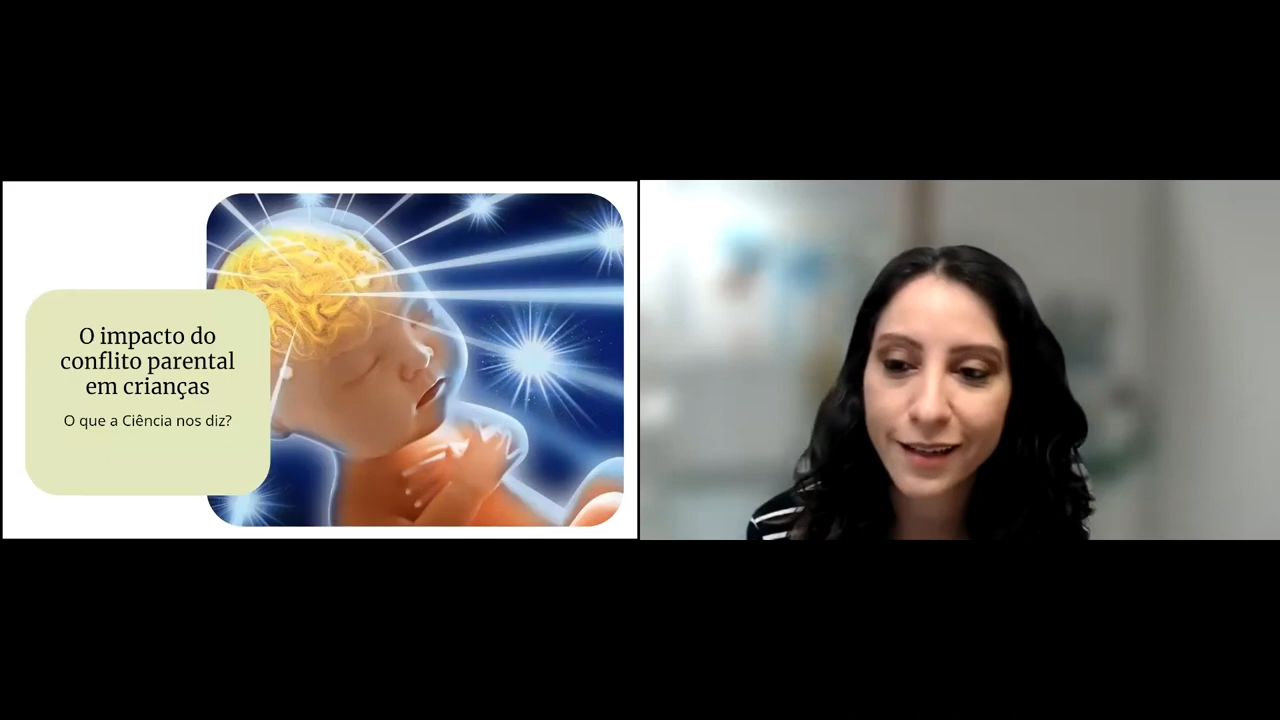 O impacto do
conflito parental
em crianças
O que a Ciência nos diz?